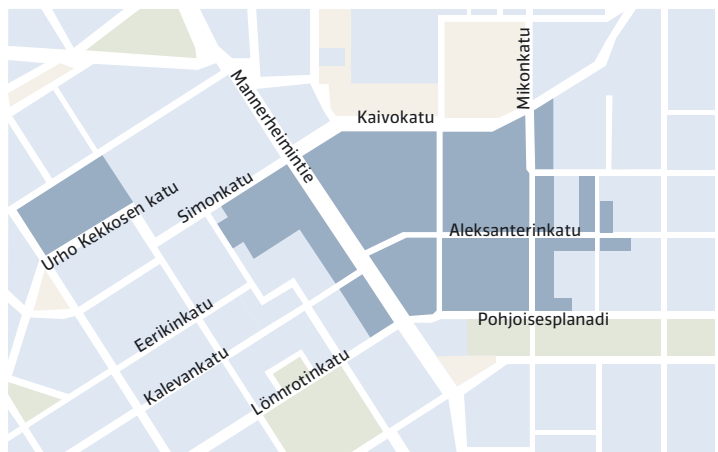 Mikonkatu
Mannerheimintie
Kaivokatu
Simonkatu
Urho Kekkosen katu
Aleksanterinkatu
Eerikinkatu
Pohjoisesplanadi
Kalevankatu
Lönnrotinkatu